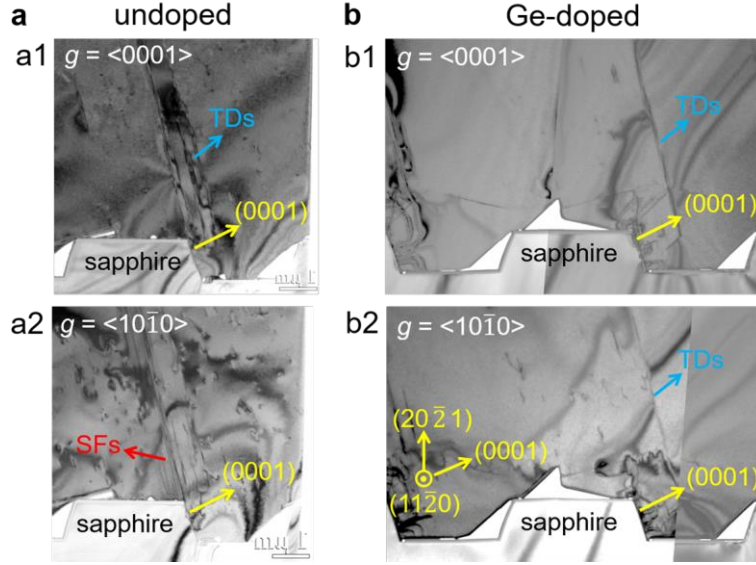 a undoped
b Ge-doped
a1
g = <0001>
TDs
(0001)
sapphire
b1
g = <0001>
TDs
(0001)
sapphire
a2
g = <101̄0>
SFs
(0001)
sapphire
b2
g = <101̄0>
TDs
(202̄1)
(0001)
(112̄0)
(0001)
sapphire